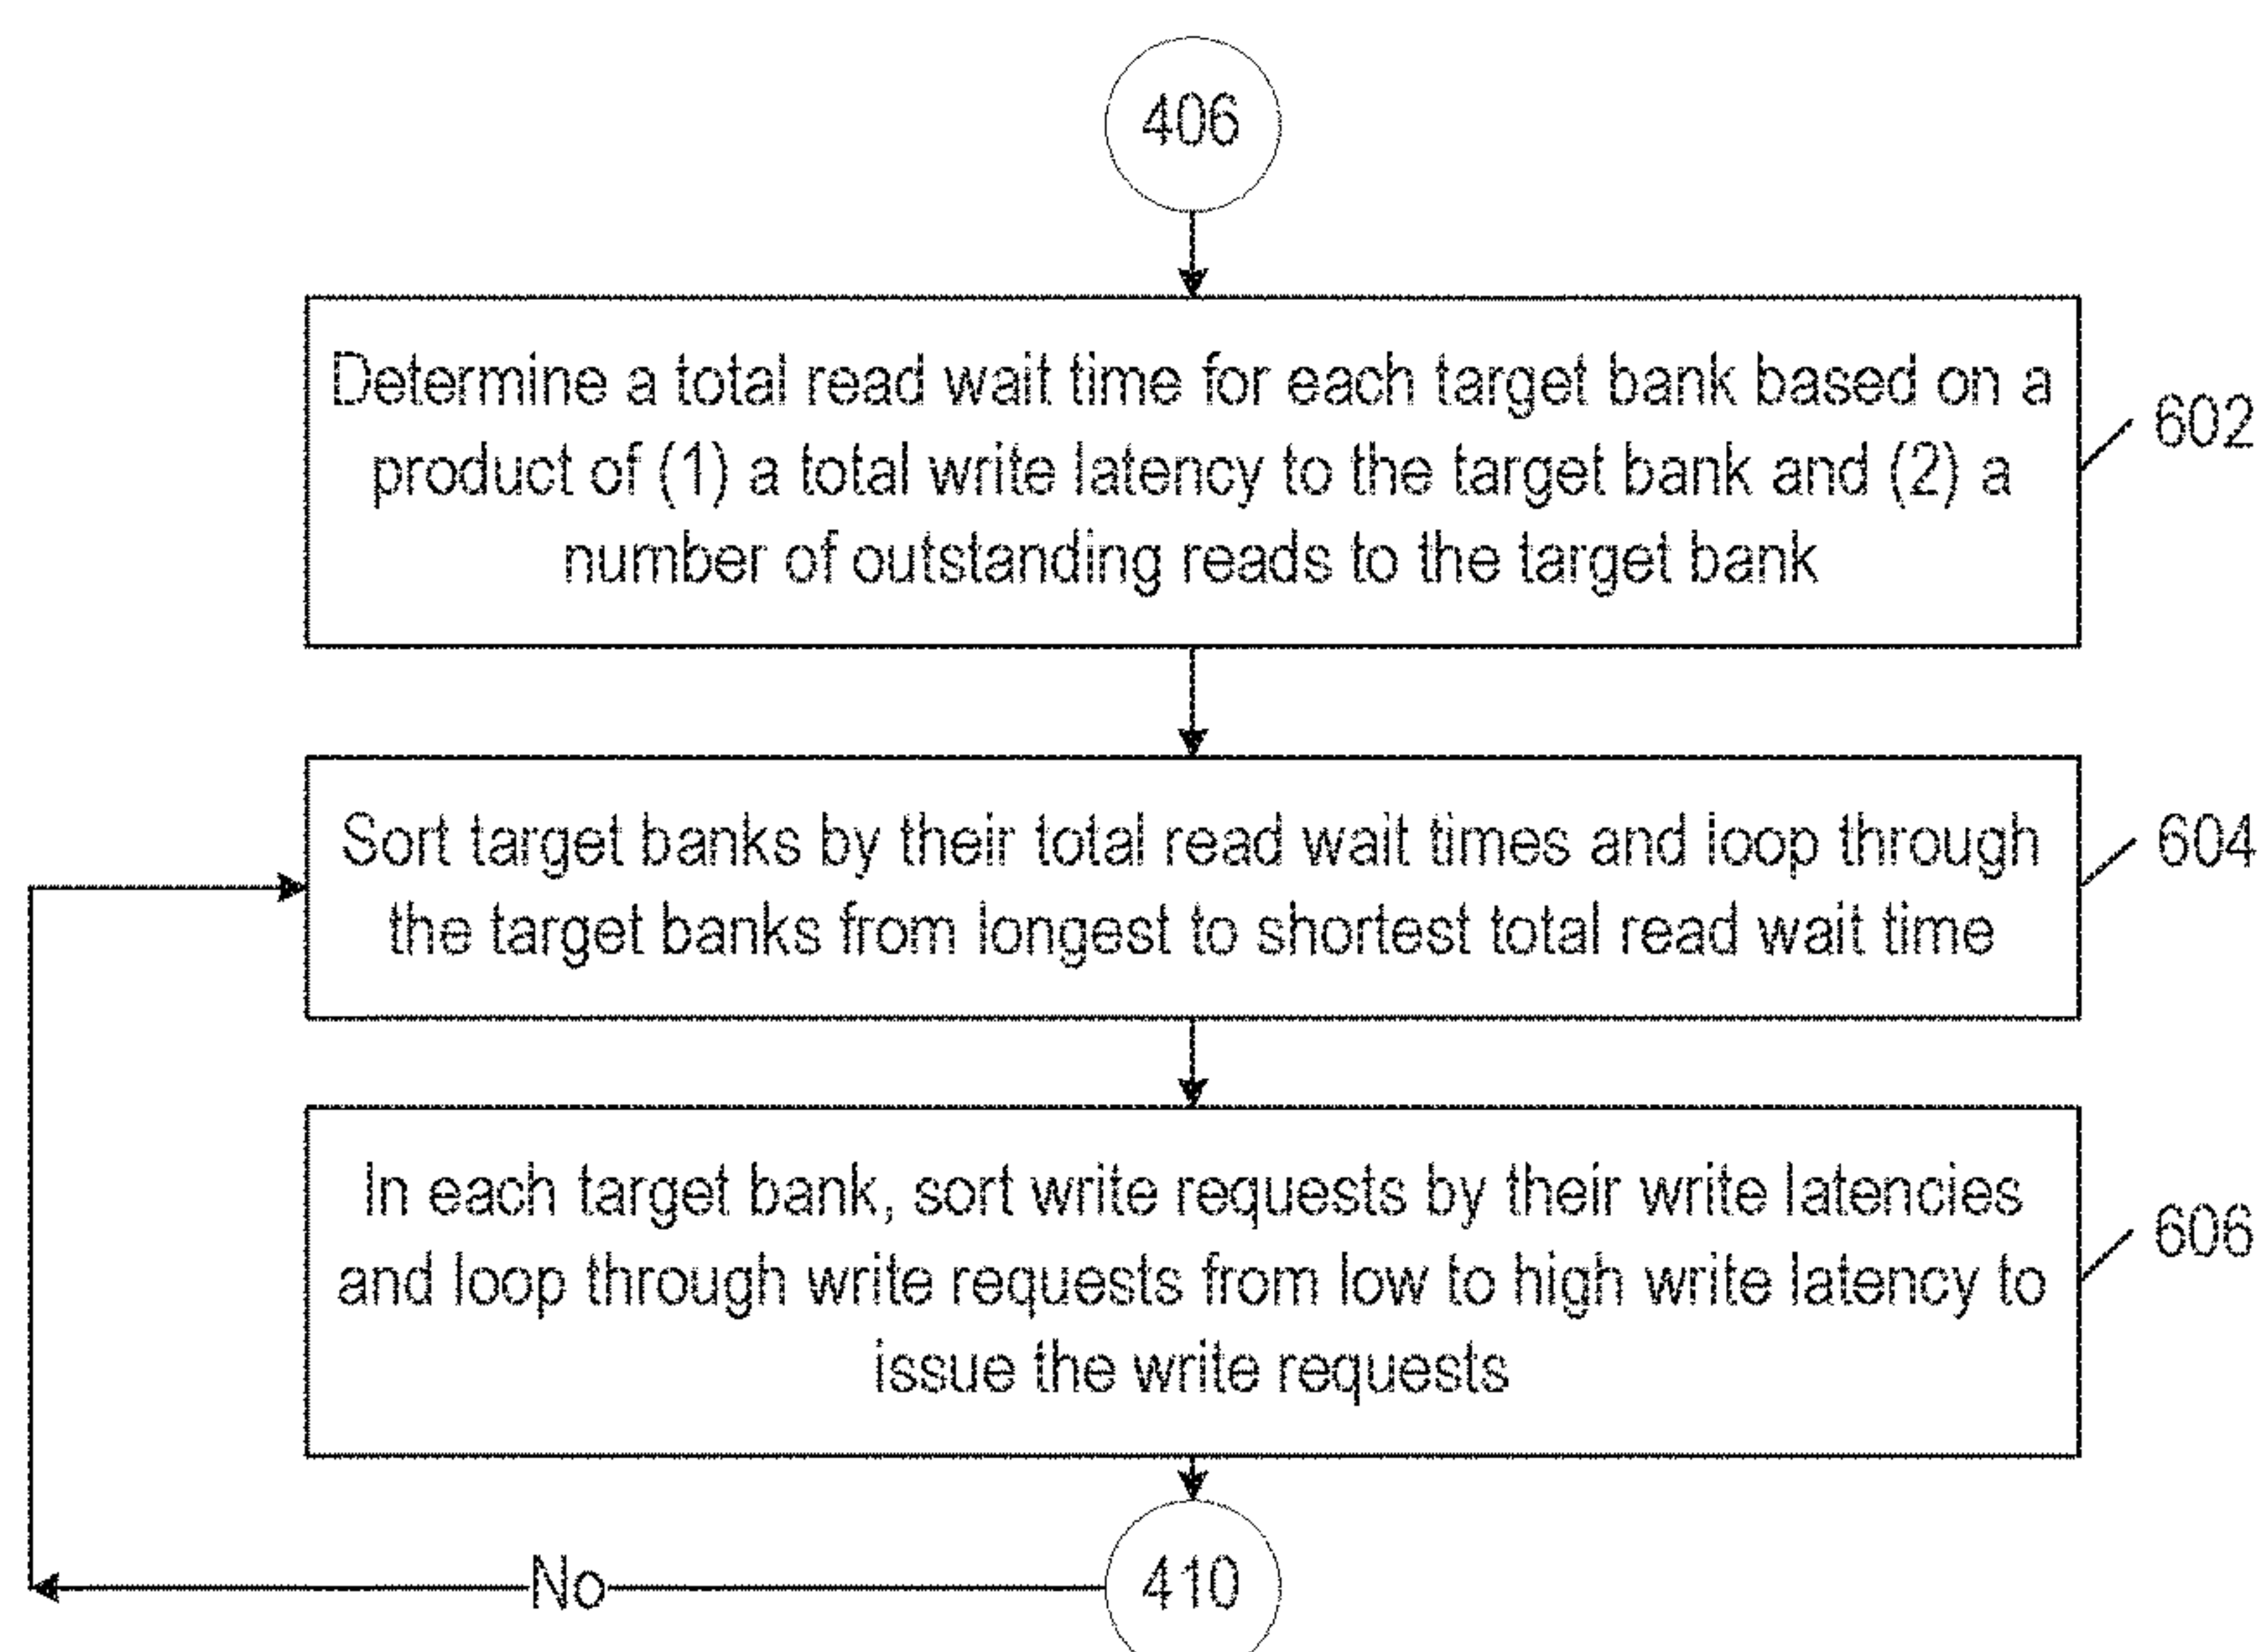 406
Determine a total read wait time for each target bank based on a
product of (1) a total write latency to the target bank and (2) a
number of outstanding reads to the target bank
602
Sort target banks by their total read wait times and loop through
the target banks from longest to shortest total read wait time
604
In each target bank, sort write requests by their write latencies
and loop through write requests from low to high write latency to
issue the write requests
606
No
410